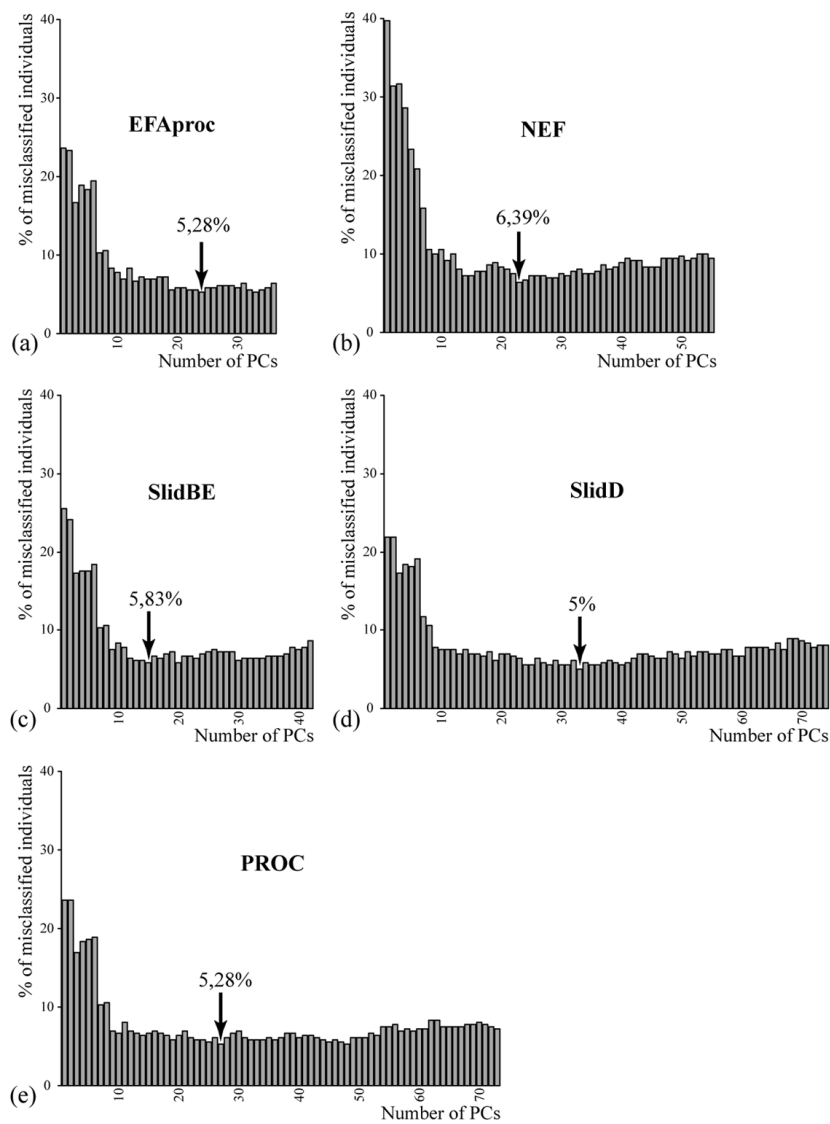 % of misclassified individuals
40
30
20
10
0
EFAproc
5,28%
10
20
30
(a)
Number of PCs
% of misclassified individuals
40
30
20
10
0
NEF
6,39%
10
20
30
40
50
(b)
Number of PCs
% of misclassified individuals
40
30
20
10
0
SlidBE
5,83%
10
20
30
40
(c)
Number of PCs
% of misclassified individuals
40
30
20
10
0
SlidD
5%
10
20
30
40
50
60
70
(d)
Number of PCs
% of misclassified individuals
40
30
20
10
0
PROC
5,28%
10
20
30
40
50
60
70
(e)
Number of PCs